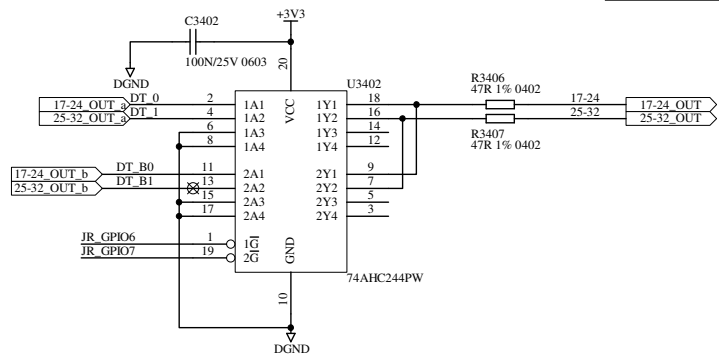 +3V3
C3402
100N/25V 0603
DGND
20
U3402
VCC
17-24_OUT_a DT_0 2 1A1 1Y1 18 R3406 47R 1% 0402 17-24 17-24_OUT
25-32_OUT_a DT_1 4 1A2 1Y2 16 R3407 47R 1% 0402 25-32 25-32_OUT
6 1A3 1Y3 14
8 1A4 1Y4 12
17-24_OUT_b DT_B0 11 2A1 2Y1 9
25-32_OUT_b DT_B1 13 2A2 2Y2 7
15 2A3 2Y3 5
17 2A4 2Y4 3
JR_GPIO6 1 1G
JR_GPIO7 19 2G
GND
74AHC244PW
10
DGND